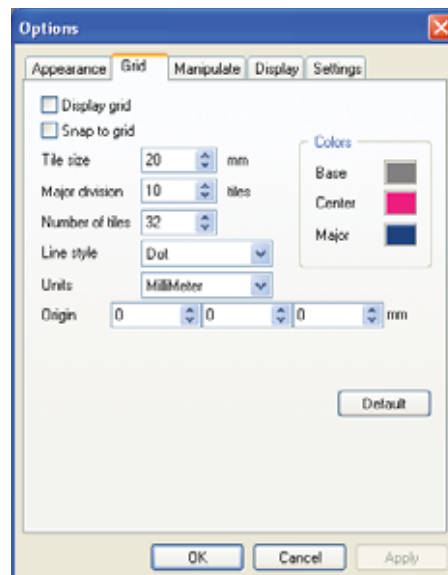 Options
Appearance Grid Manipulate Display Settings
Display grid
Snap to grid
Colors
Tile size 20 mm
Base
Major division 10 tiles
Center
Number of tiles 32
Major
Line style Dot
Units MilliMeter
Origin 0 0 0 mm
Default
OK Cancel Apply